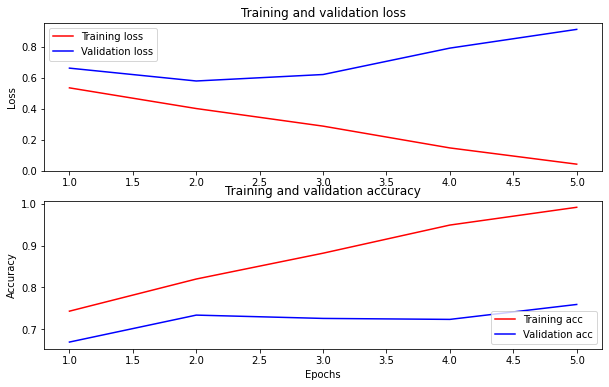 Training and validation loss
Training loss
Validation loss
Loss
0.8
0.6
0.4
0.2
0.0
1.0 1.5 2.0 2.5 3.0 3.5 4.0 4.5 5.0
Training and validation accuracy
1.0
0.9
0.8
0.7
Accuracy
Training acc
Validation acc
1.0 1.5 2.0 2.5 3.0 3.5 4.0 4.5 5.0
Epochs